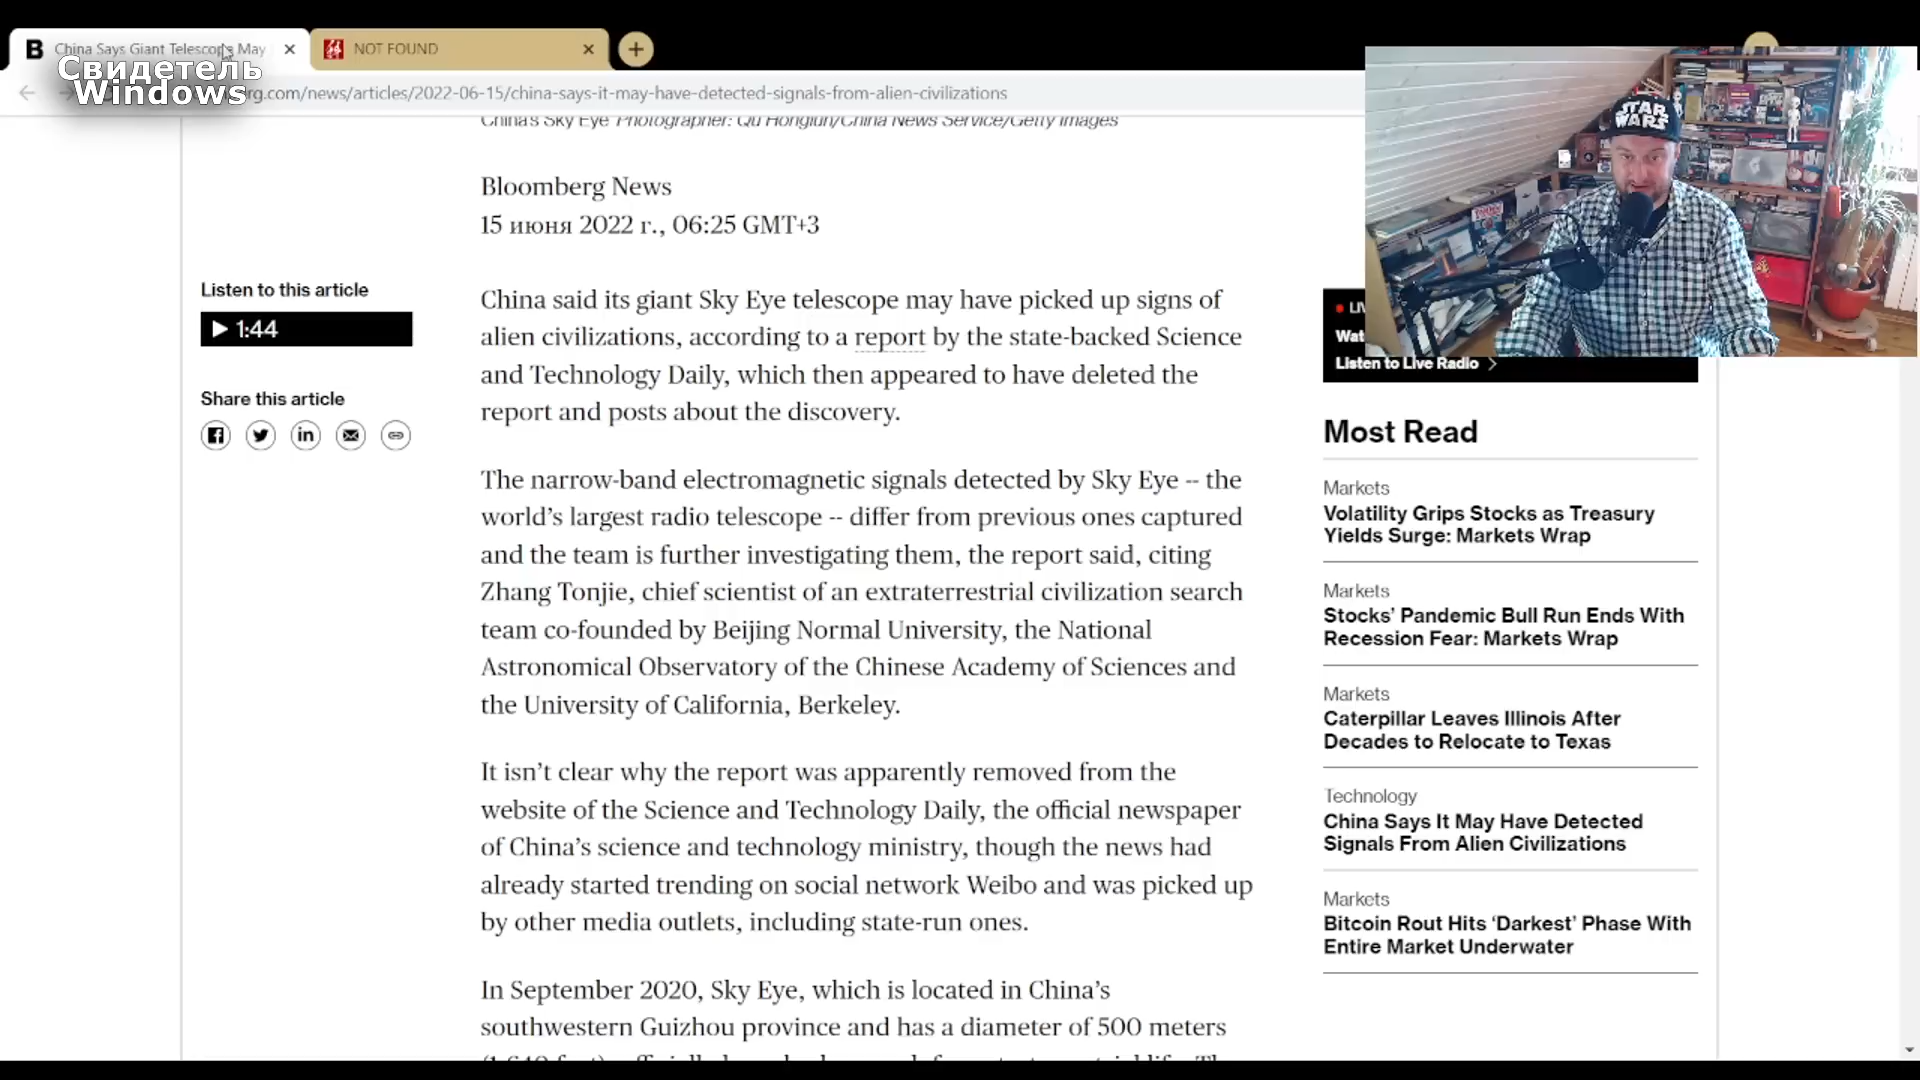 China Says Giant Telescope May
NOT FOUND
Свидетель
Windows
rg.com/news/articles/2022-06-15/china-says-it-may-have-detected-signals-from-alien-civilizations
China's Sky Eye Photographer: Qu Honglun/China News Service/Getty Images
STAR
WARS
Bloomberg News
15 июня 2022 г., 06:25 GMT+3
Listen to this article
1:44
Share this article
China said its giant Sky Eye telescope may have picked up signs of
alien civilizations, according to a report by the state-backed Science
and Technology Daily, which then appeared to have deleted the
report and posts about the discovery.
The narrow-band electromagnetic signals detected by Sky Eye -- the
world's largest radio telescope -- differ from previous ones captured
and the team is further investigating them, the report said, citing
Zhang Tonjie, chief scientist of an extraterrestrial civilization search
team co-founded by Beijing Normal University, the National
Astronomical Observatory of the Chinese Academy of Sciences and
the University of California, Berkeley.
It isn't clear why the report was apparently removed from the
website of the Science and Technology Daily, the official newspaper
of China's science and technology ministry, though the news had
already started trending on social network Weibo and was picked up
by other media outlets, including state-run ones.
In September 2020, Sky Eye, which is located in China's
southwestern Guizhou province and has a diameter of 500 meters
Listen to Live Radio
Most Read
Markets
Volatility Grips Stocks as Treasury
Yields Surge: Markets Wrap
Markets
Stocks' Pandemic Bull Run Ends With
Recession Fear: Markets Wrap
Markets
Caterpillar Leaves Illinois After
Decades to Relocate to Texas
Technology
China Says It May Have Detected
Signals From Alien Civilizations
Markets
Bitcoin Rout Hits 'Darkest' Phase With
Entire Market Underwater